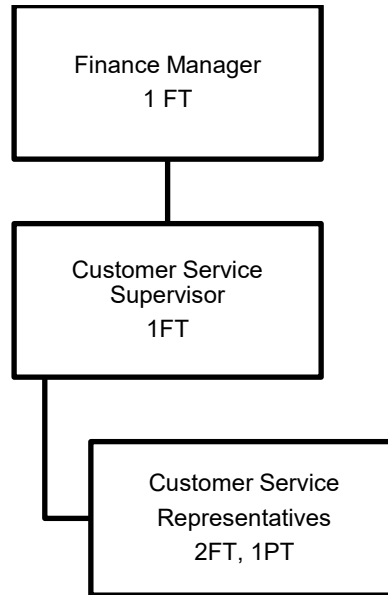 Finance Manager
1 FT
Customer Service
Supervisor
1FT
Customer Service
Representatives
2FT, 1PT